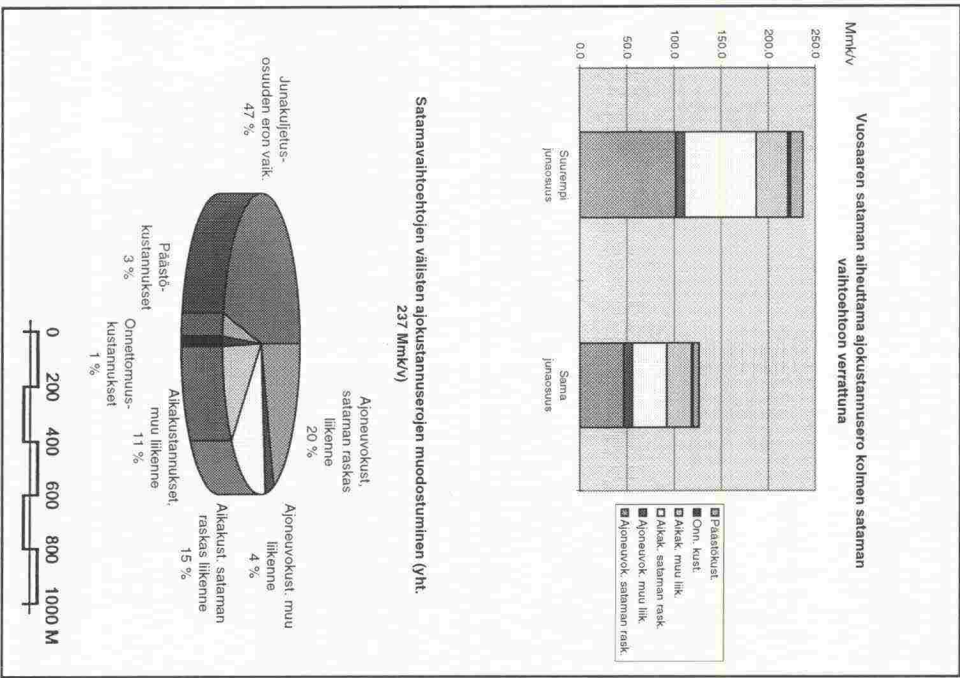 Vuosaaren sataman aiheuttama ajokustannusero kolmen sataman
vaihtoehtoon verrattuna
Mmk/v
250.0
200.0
150.0
100.0
50.0
0.0
Suurempi
junaosuus
Sama
junaosuus
Päästökust.
Onn. kust.
Aikak. muu liik.
Aikak. sataman rask.
Ajoneuvok. muu liik.
Ajoneuvok. sataman rask.
Satamavaihtoehtojen välisten ajokustannuserojen muodostuminen (yht.
237 Mmk/v)
Junakuljetus-
osuuden eron vaik.
47 %
Ajoneuvokust,
sataman raskas
liikenne
20 %
Ajoneuvokust. muu
liikenne
4 %
Aikakust. sataman
raskas liikenne
15 %
Aikakustannukset,
muu liikenne
11 %
Onnettomuus-
kustannukset
1 %
Päästö-
kustannukset
3 %
0 200 400 600 800 1000 M